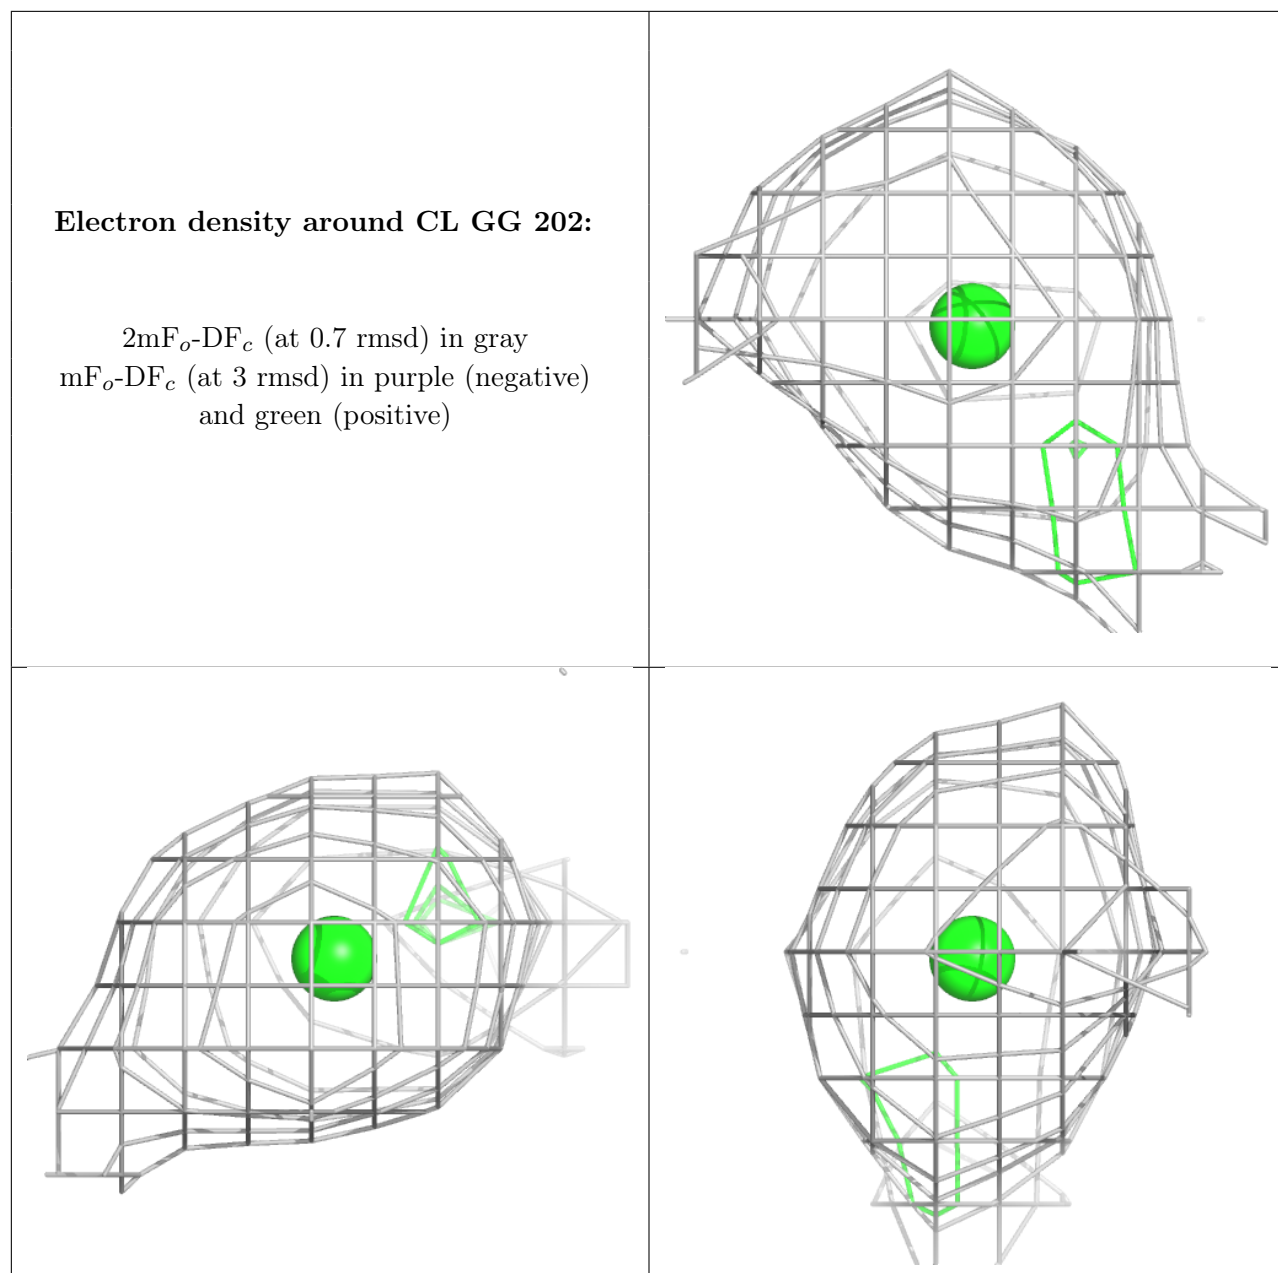 Electron density around CL GG 202:
2mFₒ-DF𝒸 (at 0.7 rmsd) in gray
mFₒ-DF𝒸 (at 3 rmsd) in purple (negative)
and green (positive)